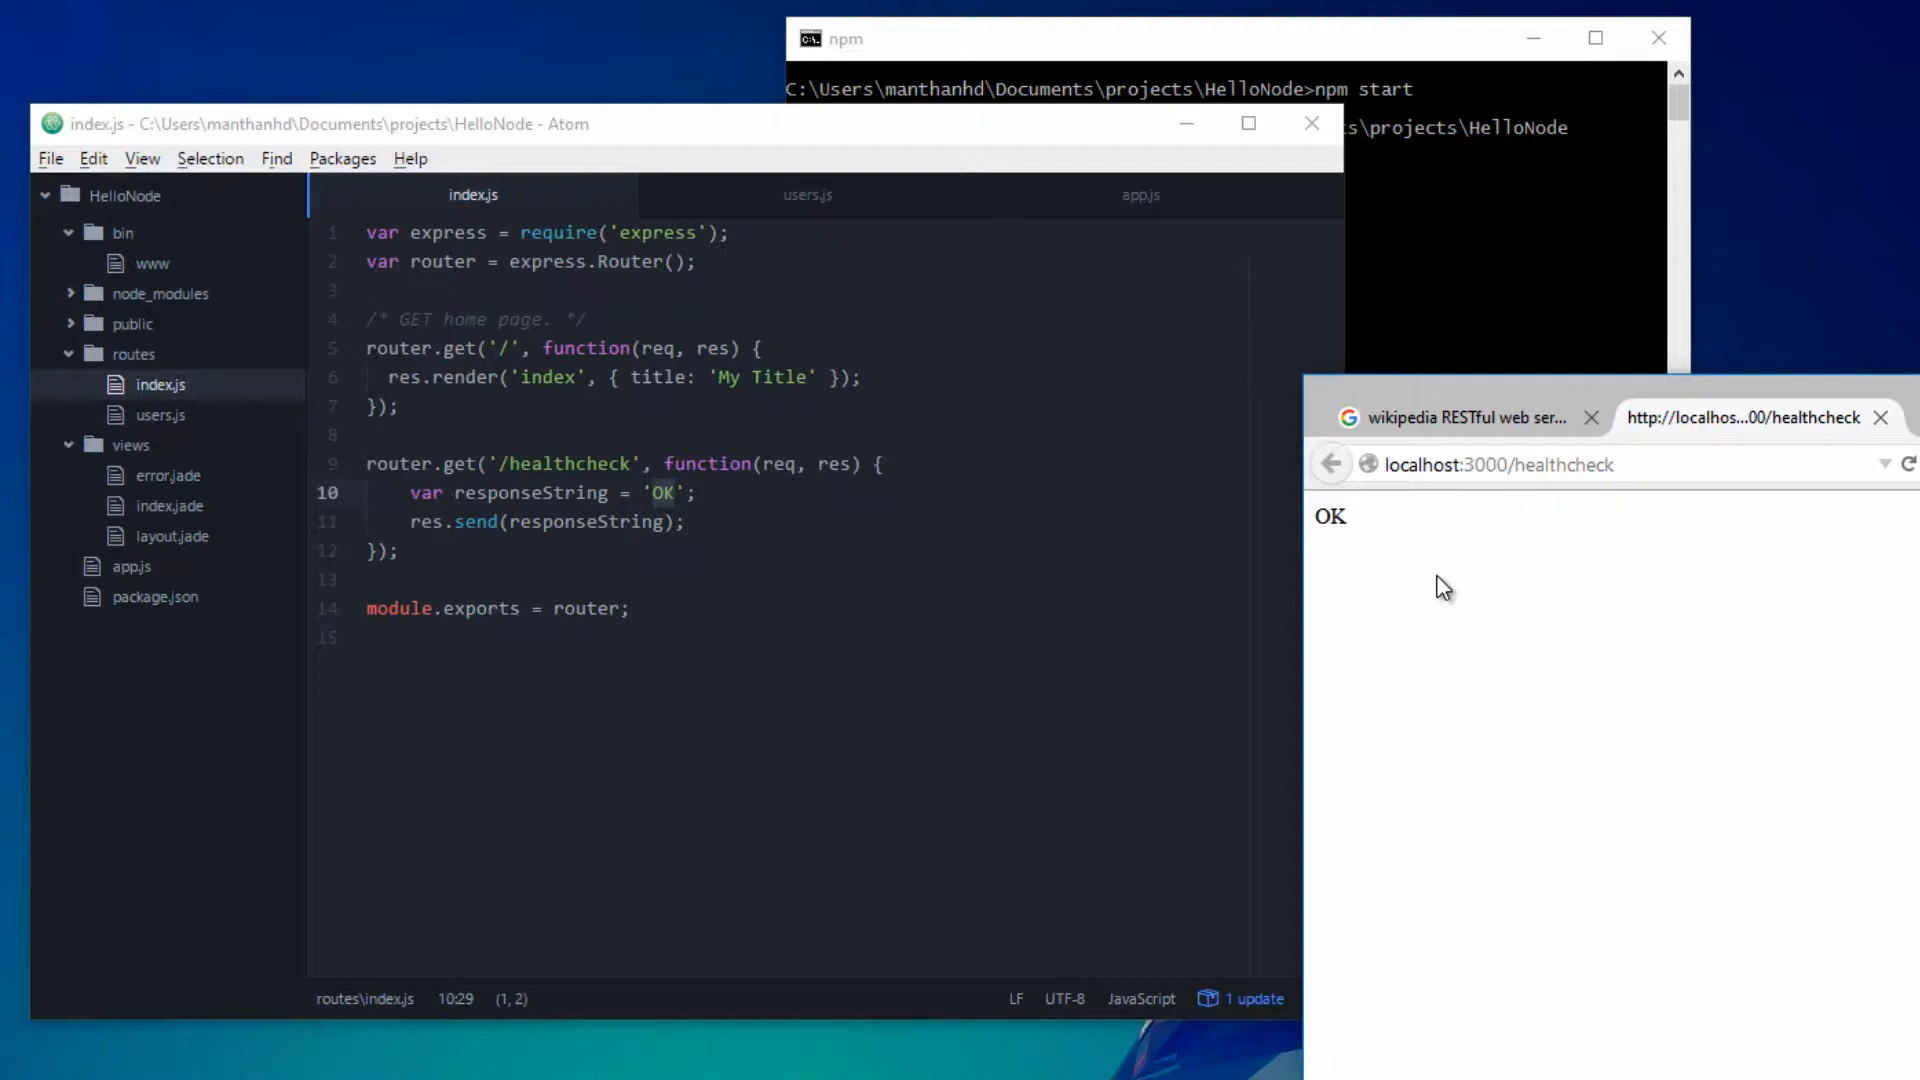 npm
C:\Users\manthanhd\Documents\projects\HelloNode>npm start
s\projects\HelloNode
index.js - C:\Users\manthanhd\Documents\projects\HelloNode - Atom
File Edit View Selection Find Packages Help
HelloNode
bin
www
node_modules
public
routes
index.js
users.js
views
error.jade
index.jade
layout.jade
app.js
package.json
index.js users.js app.js
1 var express = require('express');
2 var router = express.Router();
3
4 /* GET home page. */
5 router.get('/', function(req, res) {
6 res.render('index', { title: 'My Title' });
7 });
8
9 router.get('/healthcheck', function(req, res) {
10 var responseString = 'OK';
11 res.send(responseString);
12 });
13
14 module.exports = router;
15
routes\index.js 10:29 (1, 2) LF UTF-8 JavaScript 1 update
wikipedia RESTful web ser... http://localhos...00/healthcheck
localhost:3000/healthcheck
OK